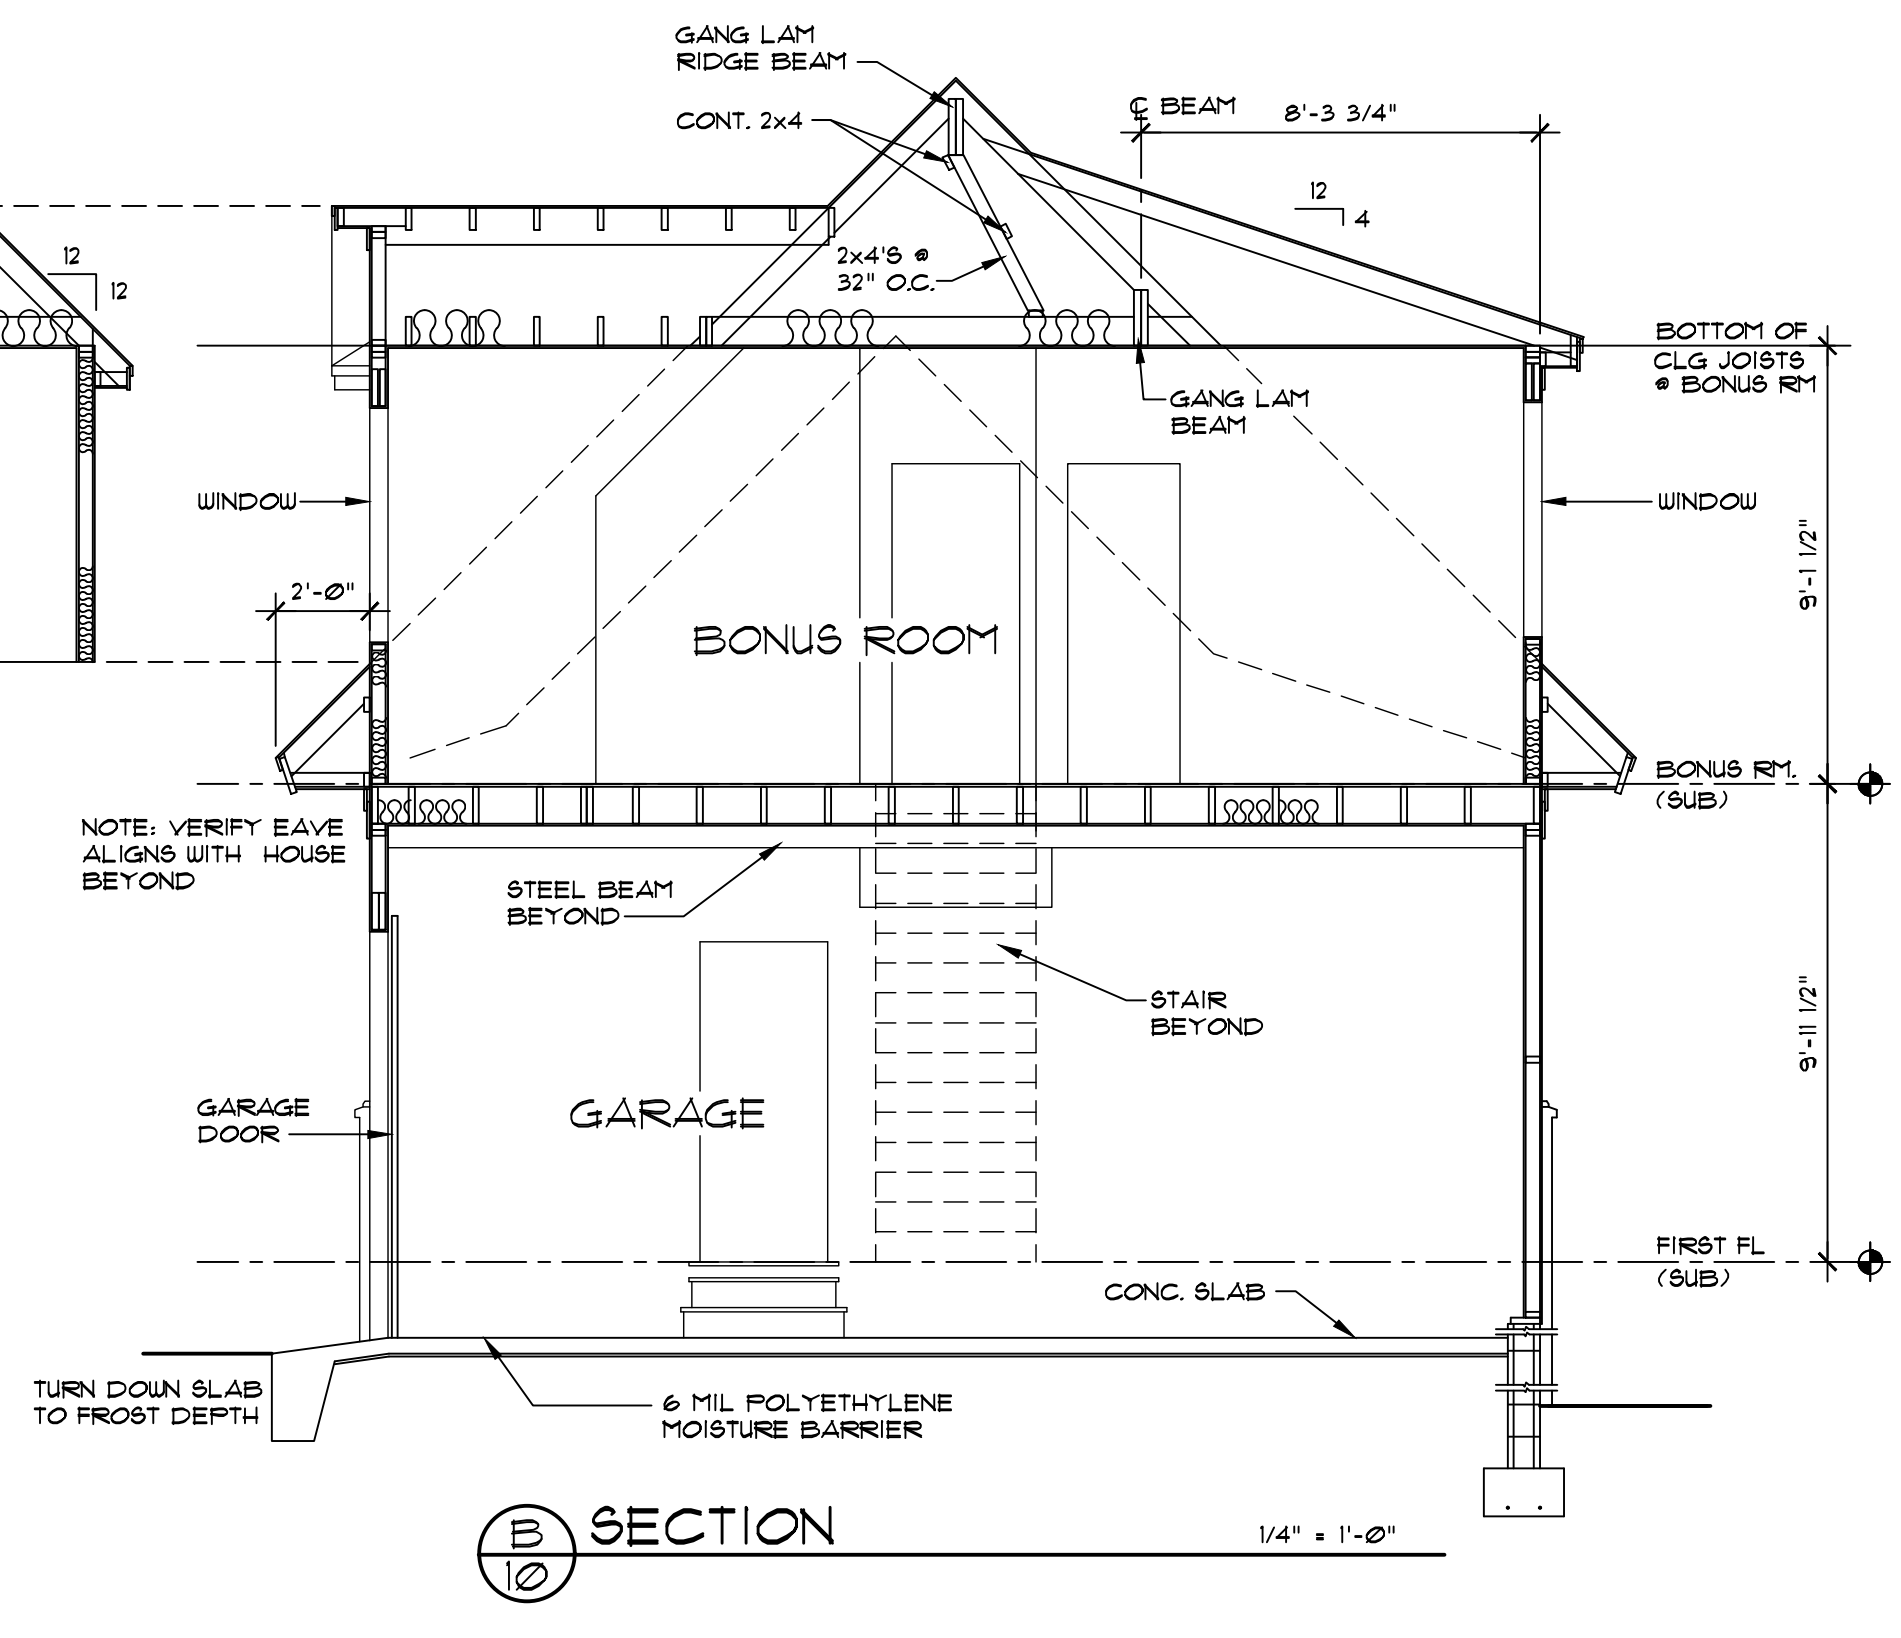 GANG LAM
RIDGE BEAM
CONT. 2x4
℄ BEAM
8'-3 3/4"
12
4
12
12
2x4'S @
32" O.C.
BOTTOM OF
CLG JOISTS
@ BONUS RM
GANG LAM
BEAM
WINDOW
WINDOW
9'-1 1/2"
2'-0"
BONUS ROOM
BONUS RM.
(SUB)
NOTE: VERIFY EAVE
ALIGNS WITH HOUSE
BEYOND
STEEL BEAM
BEYOND
STAIR
BEYOND
9'-11 1/2"
GARAGE
DOOR
GARAGE
FIRST FL
(SUB)
CONC. SLAB
TURN DOWN SLAB
TO FROST DEPTH
6 MIL POLYETHYLENE
MOISTURE BARRIER
B
10
SECTION
1/4" = 1'-0"